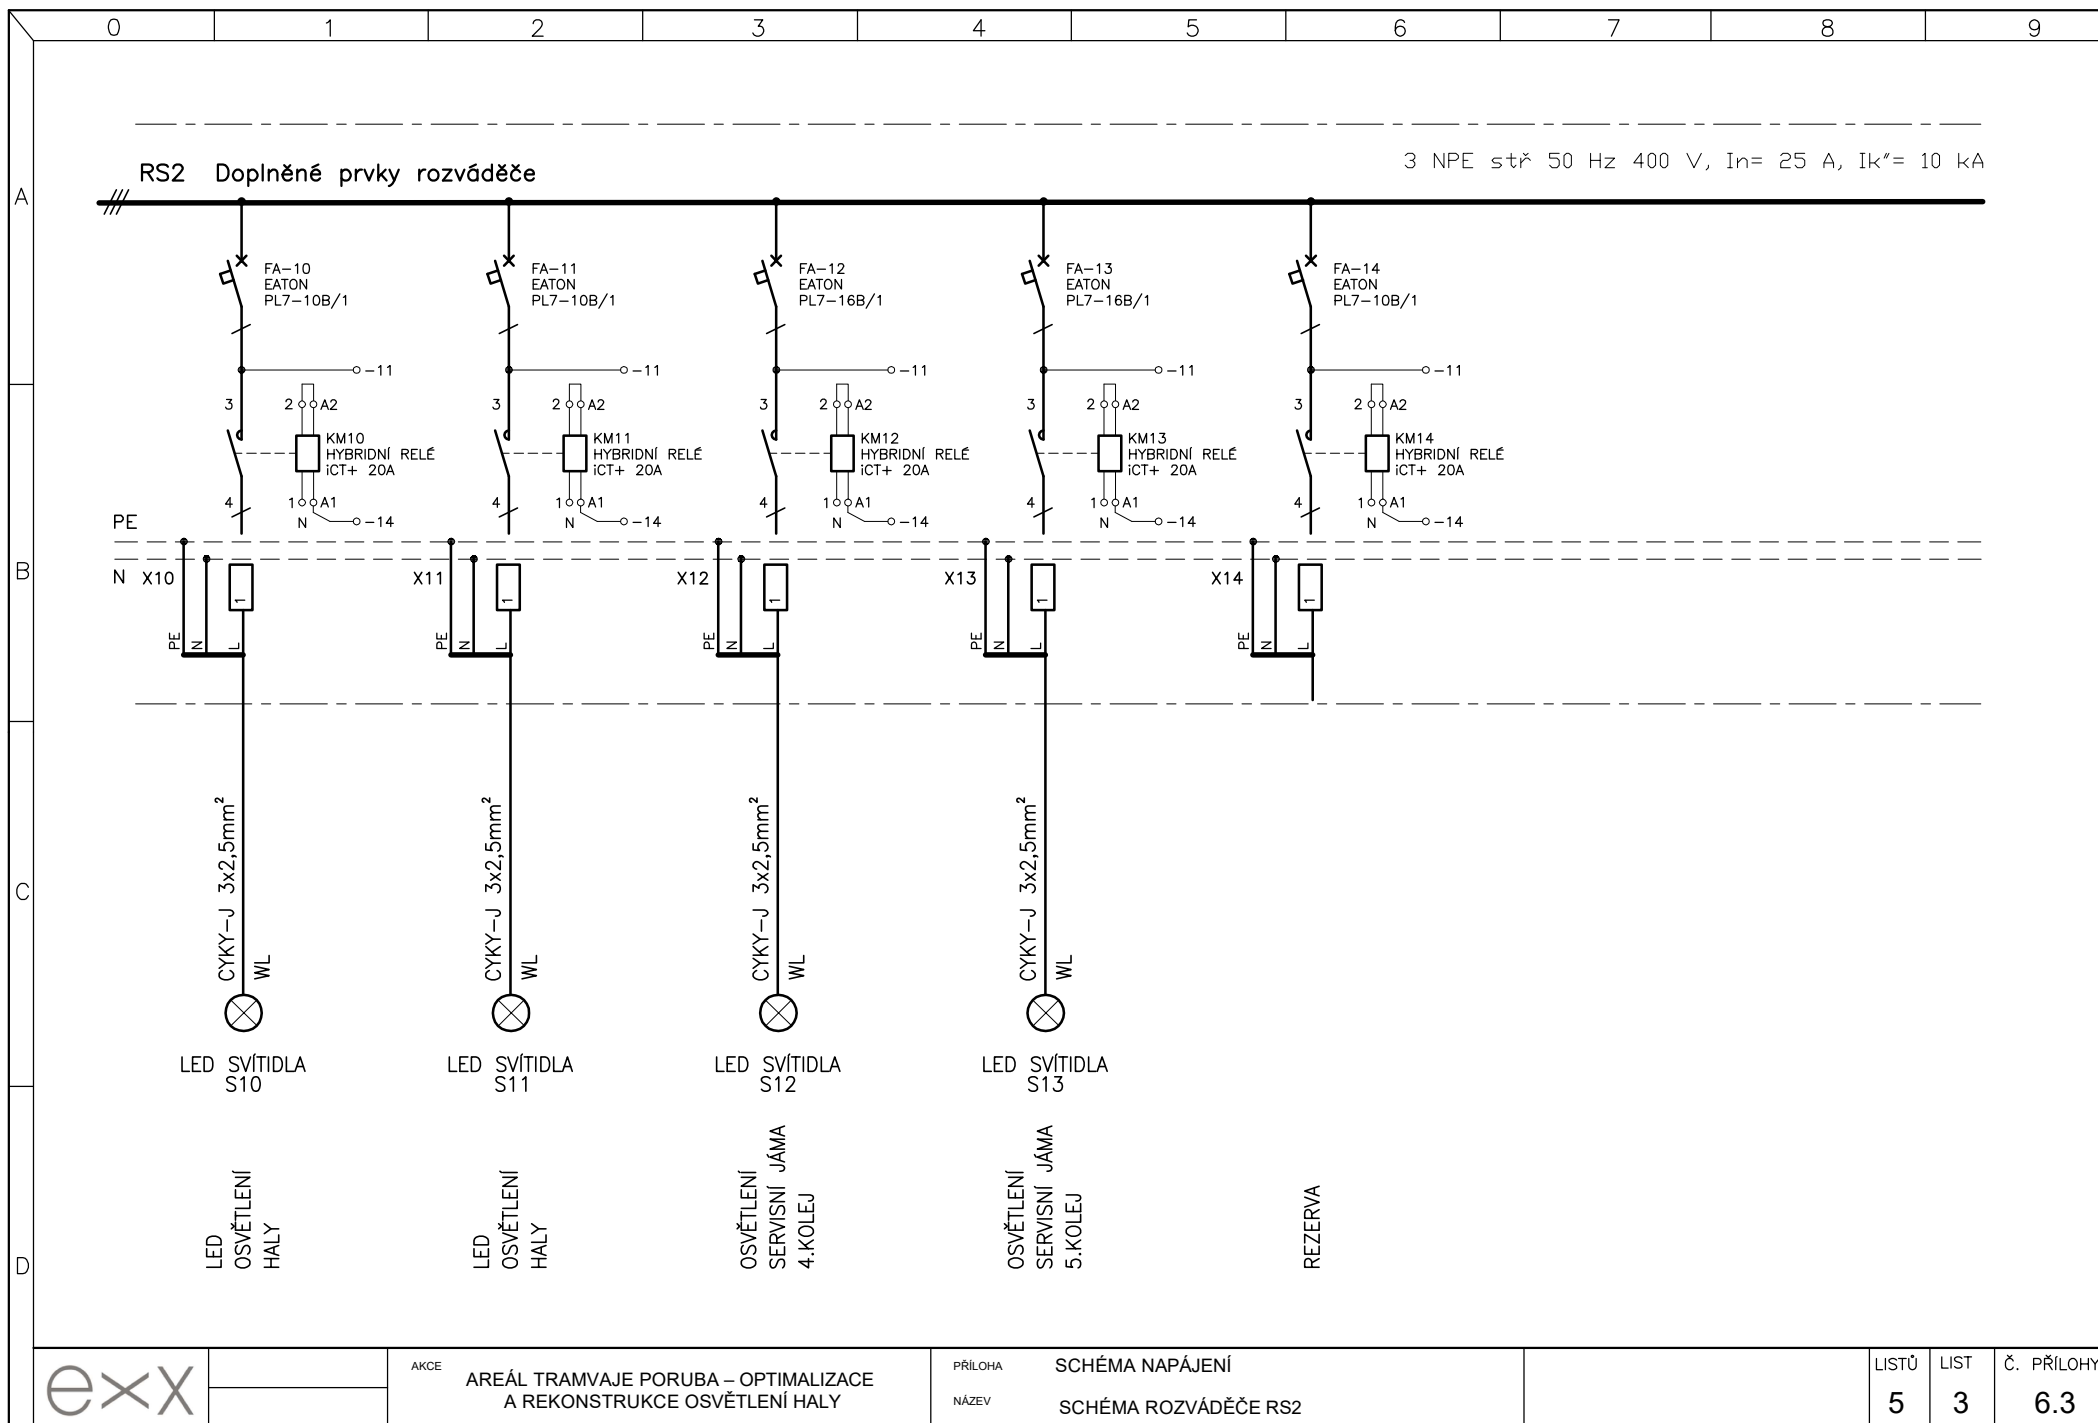 0 1 2 3 4 5 6 7 8 9
RS2 Doplněné prvky rozváděče
3 NPE stř 50 Hz 400 V, In= 25 A, Ik"= 10 kA
A
FA-10
EATON
PL7-10B/1
FA-11
EATON
PL7-10B/1
FA-12
EATON
PL7-16B/1
FA-13
EATON
PL7-16B/1
FA-14
EATON
PL7-10B/1
-11
-11
-11
-11
-11
3 2 A2
KM10
HYBRIDNÍ RELÉ
iCT+ 20A
4 1 A1
N -14
3 2 A2
KM11
HYBRIDNÍ RELÉ
iCT+ 20A
4 1 A1
N -14
3 2 A2
KM12
HYBRIDNÍ RELÉ
iCT+ 20A
4 1 A1
N -14
3 2 A2
KM13
HYBRIDNÍ RELÉ
iCT+ 20A
4 1 A1
N -14
3 2 A2
KM14
HYBRIDNÍ RELÉ
iCT+ 20A
4 1 A1
N -14
PE
B
N X10 1 X11 1 X12 1 X13 1 X14 1
PE N L PE N L PE N L PE N L PE N L
C
CYKY-J 3x2,5mm²
WL
CYKY-J 3x2,5mm²
WL
CYKY-J 3x2,5mm²
WL
CYKY-J 3x2,5mm²
WL
LED SVÍTIDLA
S10
LED SVÍTIDLA
S11
LED SVÍTIDLA
S12
LED SVÍTIDLA
S13
D
LED
OSVĚTLENÍ
HALY
LED
OSVĚTLENÍ
HALY
OSVĚTLENÍ
SERVISNÍ JÁMA
4.KOLEJ
OSVĚTLENÍ
SERVISNÍ JÁMA
5.KOLEJ
REZERVA
exx
AKCE
AREÁL TRAMVAJE PORUBA – OPTIMALIZACE
A REKONSTRUKCE OSVĚTLENÍ HALY
PŘÍLOHA SCHÉMA NAPÁJENÍ
NÁZEV SCHÉMA ROZVÁDĚČE RS2
LISTŮ LIST Č. PŘÍLOHY
5 3 6.3